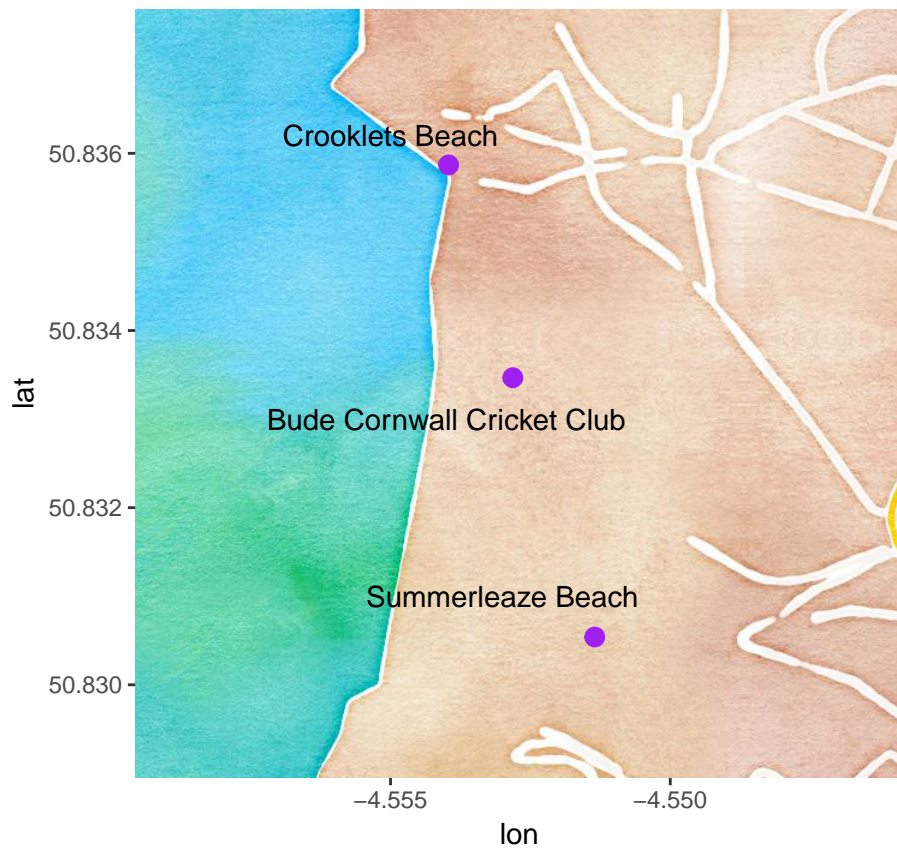 Crooklets Beach
50.836
50.834
lat
Bude Cornwall Cricket Club
50.832
Summerleaze Beach
50.830
−4.555
−4.550
lon